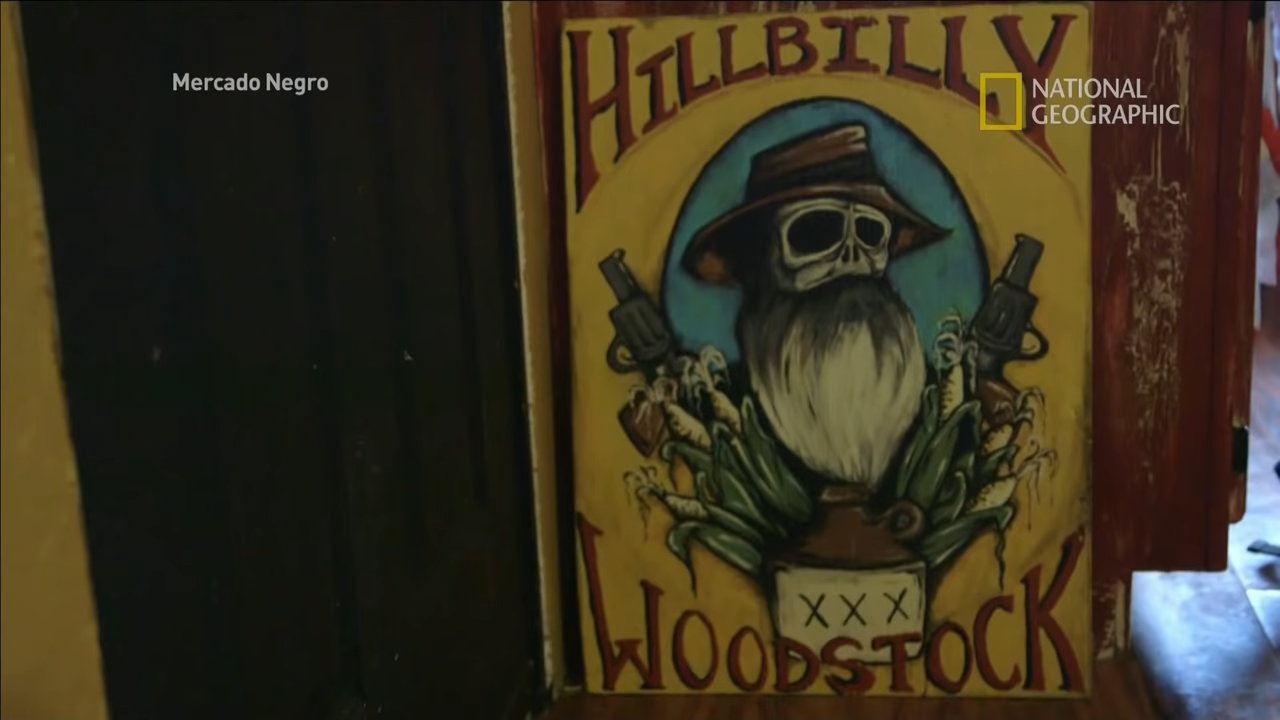 Mercado Negro
NATIONAL
GEOGRAPHIC
HILLBILLY
XXX
WOODSTOCK